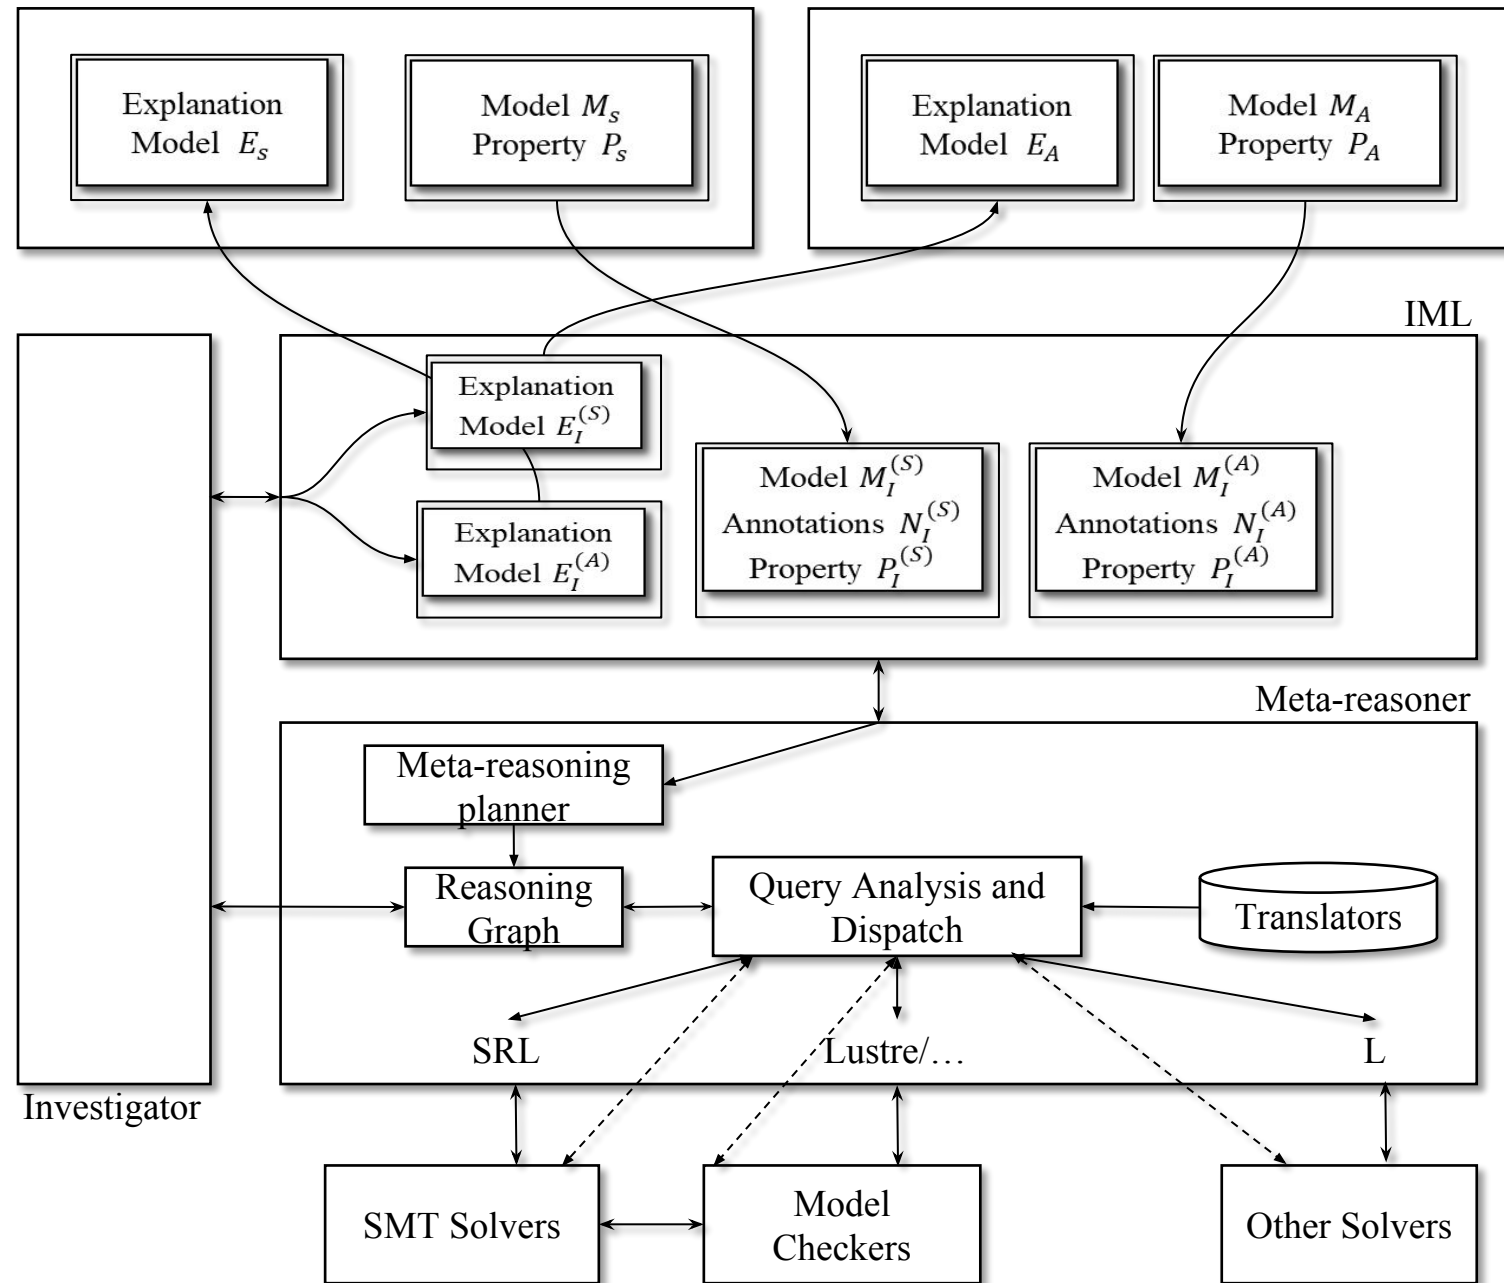 Explanation
Model E_s
Model M_s
Property P_s
Explanation
Model E_A
Model M_A
Property P_A
IML
Explanation
Model E_I^(S)
Explanation
Model E_I^(A)
Model M_I^(S)
Annotations N_I^(S)
Property P_I^(S)
Model M_I^(A)
Annotations N_I^(A)
Property P_I^(A)
Meta-reasoner
Meta-reasoning
planner
Reasoning
Graph
Query Analysis and
Dispatch
Translators
SRL
Lustre/…
L
Investigator
SMT Solvers
Model
Checkers
Other Solvers